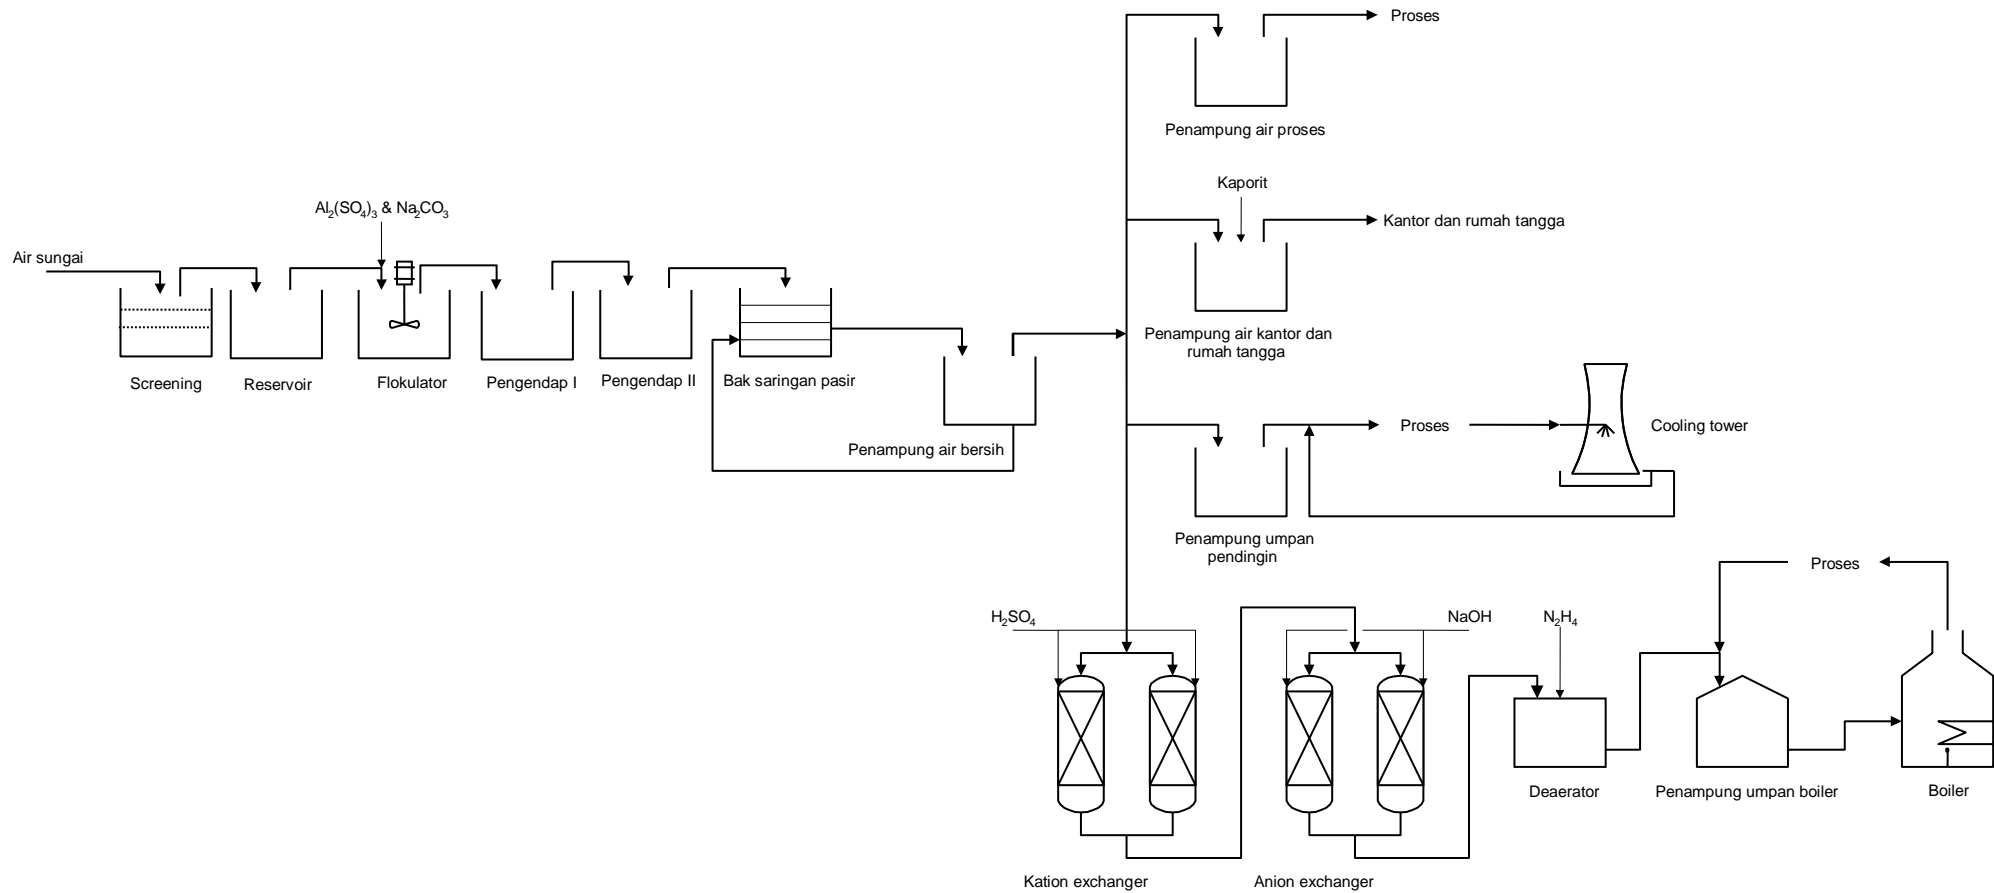 Proses
Penampung air proses
Kaporit
Al2(SO4)3 & Na2CO3
Kantor dan rumah tangga
Air sungai
Penampung air kantor dan
rumah tangga
Screening
Reservoir
Flokulator
Pengendap I
Pengendap II
Bak saringan pasir
Proses
Cooling tower
Penampung air bersih
Penampung umpan
pendingin
Proses
H2SO4
NaOH
N2H4
Deaerator
Penampung umpan boiler
Boiler
Kation exchanger
Anion exchanger